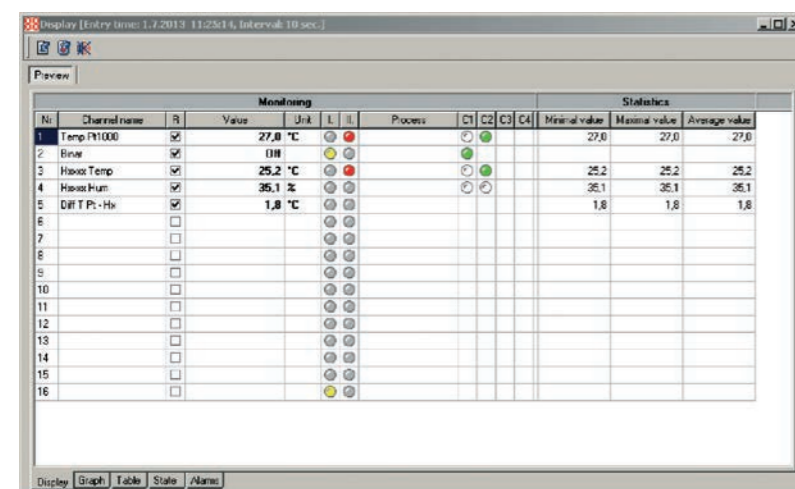 Display [Entry time: 1.7.2013 11:25:14, Interval: 10 sec.]
Preview
Monitoring Statistics
Nr Channel name R Value Unit I. II. Process C1 C2 C3 C4 Minimal value Maximal value Average value
1 Temp Pt1000 27,0 °C 27,0 27,0 27,0
2 Binar Off
3 Hxxxx Temp 25,2 °C 25,2 25,2 25,2
4 Hxxxx Hum 35,1 % 35,1 35,1 35,1
5 Diff T Pt - Hx 1,8 °C 1,8 1,8 1,8
6
7
8
9
10
11
12
13
14
15
16
Display Graph Table State Alarms